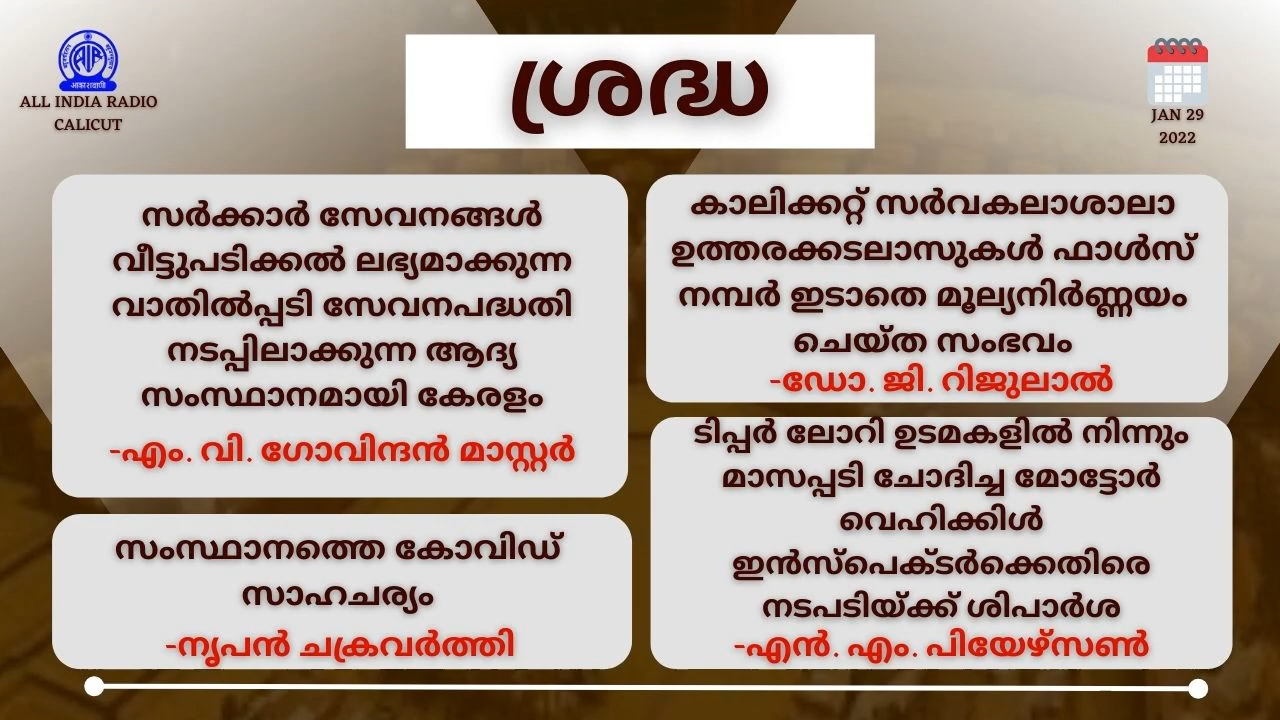 आकाशवाणी
ALL INDIA RADIO
CALICUT
ശ്രദ്ധ
JAN 29
2022
സർക്കാർ സേവനങ്ങൾ
വീട്ടുപടിക്കൽ ലഭ്യമാക്കുന്ന
വാതിൽപ്പടി സേവനപദ്ധതി
നടപ്പിലാക്കുന്ന ആദ്യ
സംസ്ഥാനമായി കേരളം
-എം. വി. ഗോവിന്ദൻ മാസ്റ്റർ
സംസ്ഥാനത്തെ കോവിഡ്
സാഹചര്യം
-നൃപൻ ചക്രവർത്തി
കാലിക്കറ്റ് സർവകലാശാലാ
ഉത്തരക്കടലാസുകൾ ഫാൾസ്
നമ്പർ ഇടാതെ മൂല്യനിർണ്ണയം
ചെയ്ത സംഭവം
-ഡോ. ജി. റിജുലാൽ
ടിപ്പർ ലോറി ഉടമകളിൽ നിന്നും
മാസപ്പടി ചോദിച്ച മോട്ടോർ
വെഹിക്കിൾ
ഇൻസ്പെക്ടർക്കെതിരെ
നടപടിയ്ക്ക് ശിപാർശ
-എൻ. എം. പിയേഴ്സൺ